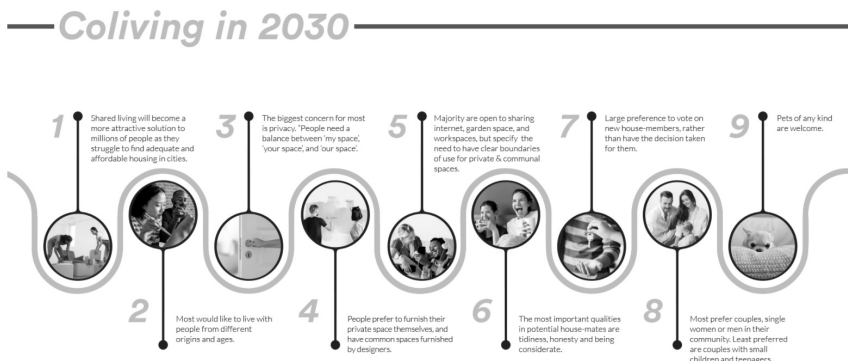 Coliving in 2030
1
Shared living will become a
more attractive solution to
millions of people as they
struggle to find adequate and
affordable housing in cities.
2
Most would like to live with
people from different
origins and ages.
3
The biggest concern for most
is privacy. "People need a
balance between 'my space',
'your space', and 'our space'.
4
People prefer to furnish their
private space themselves, and
have common spaces furnished
by designers.
5
Majority are open to sharing
internet, garden space, and
workspaces, but specify the
need to have clear boundaries
of use for private & communal
spaces.
6
The most important qualities
in potential house-mates are
tidiness, honesty and being
considerate.
7
Large preference to vote on
new house-members, rather
than have the decision taken
for them.
8
Most prefer couples, single
women or men in their
community. Least preferred
are couples with small
children and teenagers.
9
Pets of any kind
are welcome.